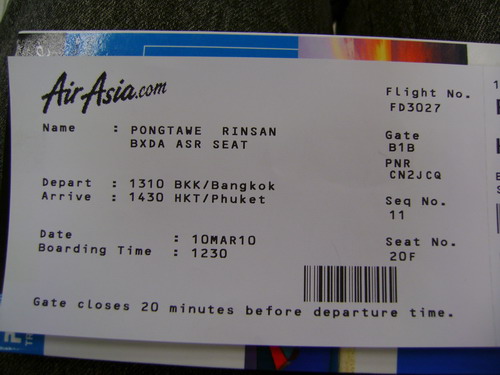 AirAsia.com
Flight No.
FD3027
Name : PONGTAWE RINSAN
BXDA ASR SEAT
Gate
B1B
PNR
CN2JCQ
Depart : 1310 BKK/Bangkok
Arrive : 1430 HKT/Phuket
Seq No.
11
Date : 10MAR10
Boarding Time : 1230
Seat No.
20F
Gate closes 20 minutes before departure time.